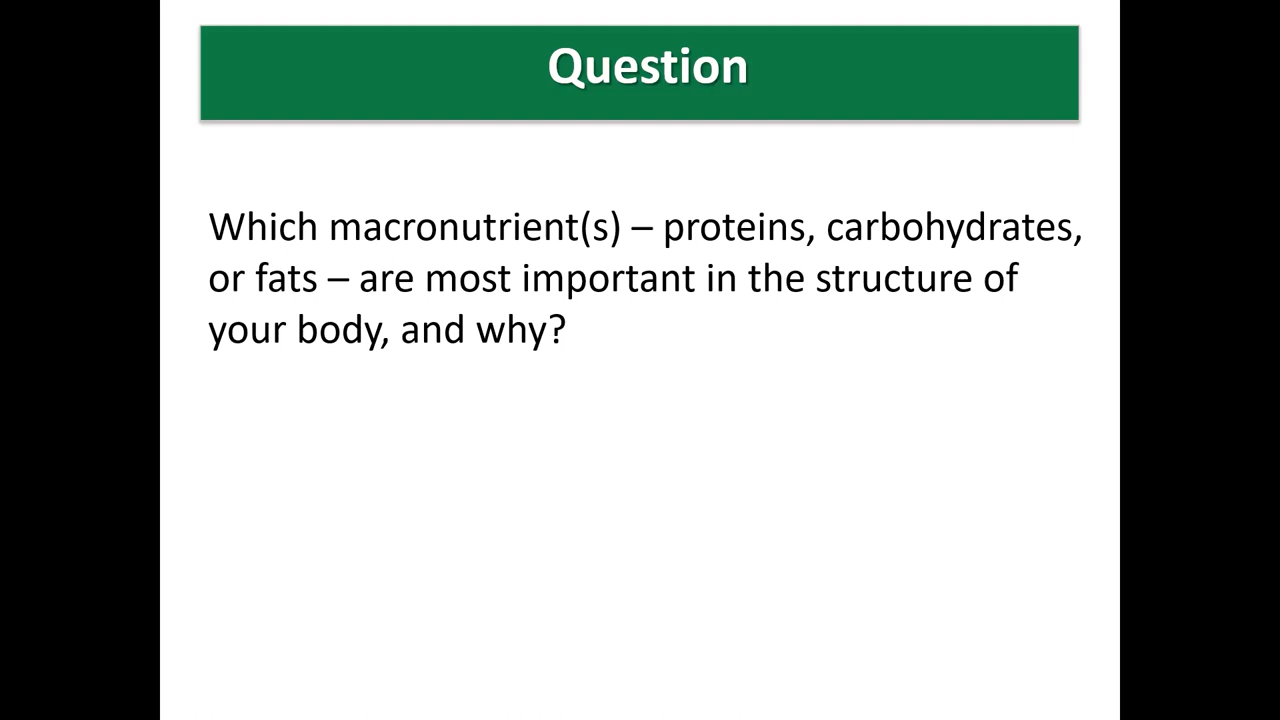 Question
Which macronutrient(s) – proteins, carbohydrates,
or fats – are most important in the structure of
your body, and why?